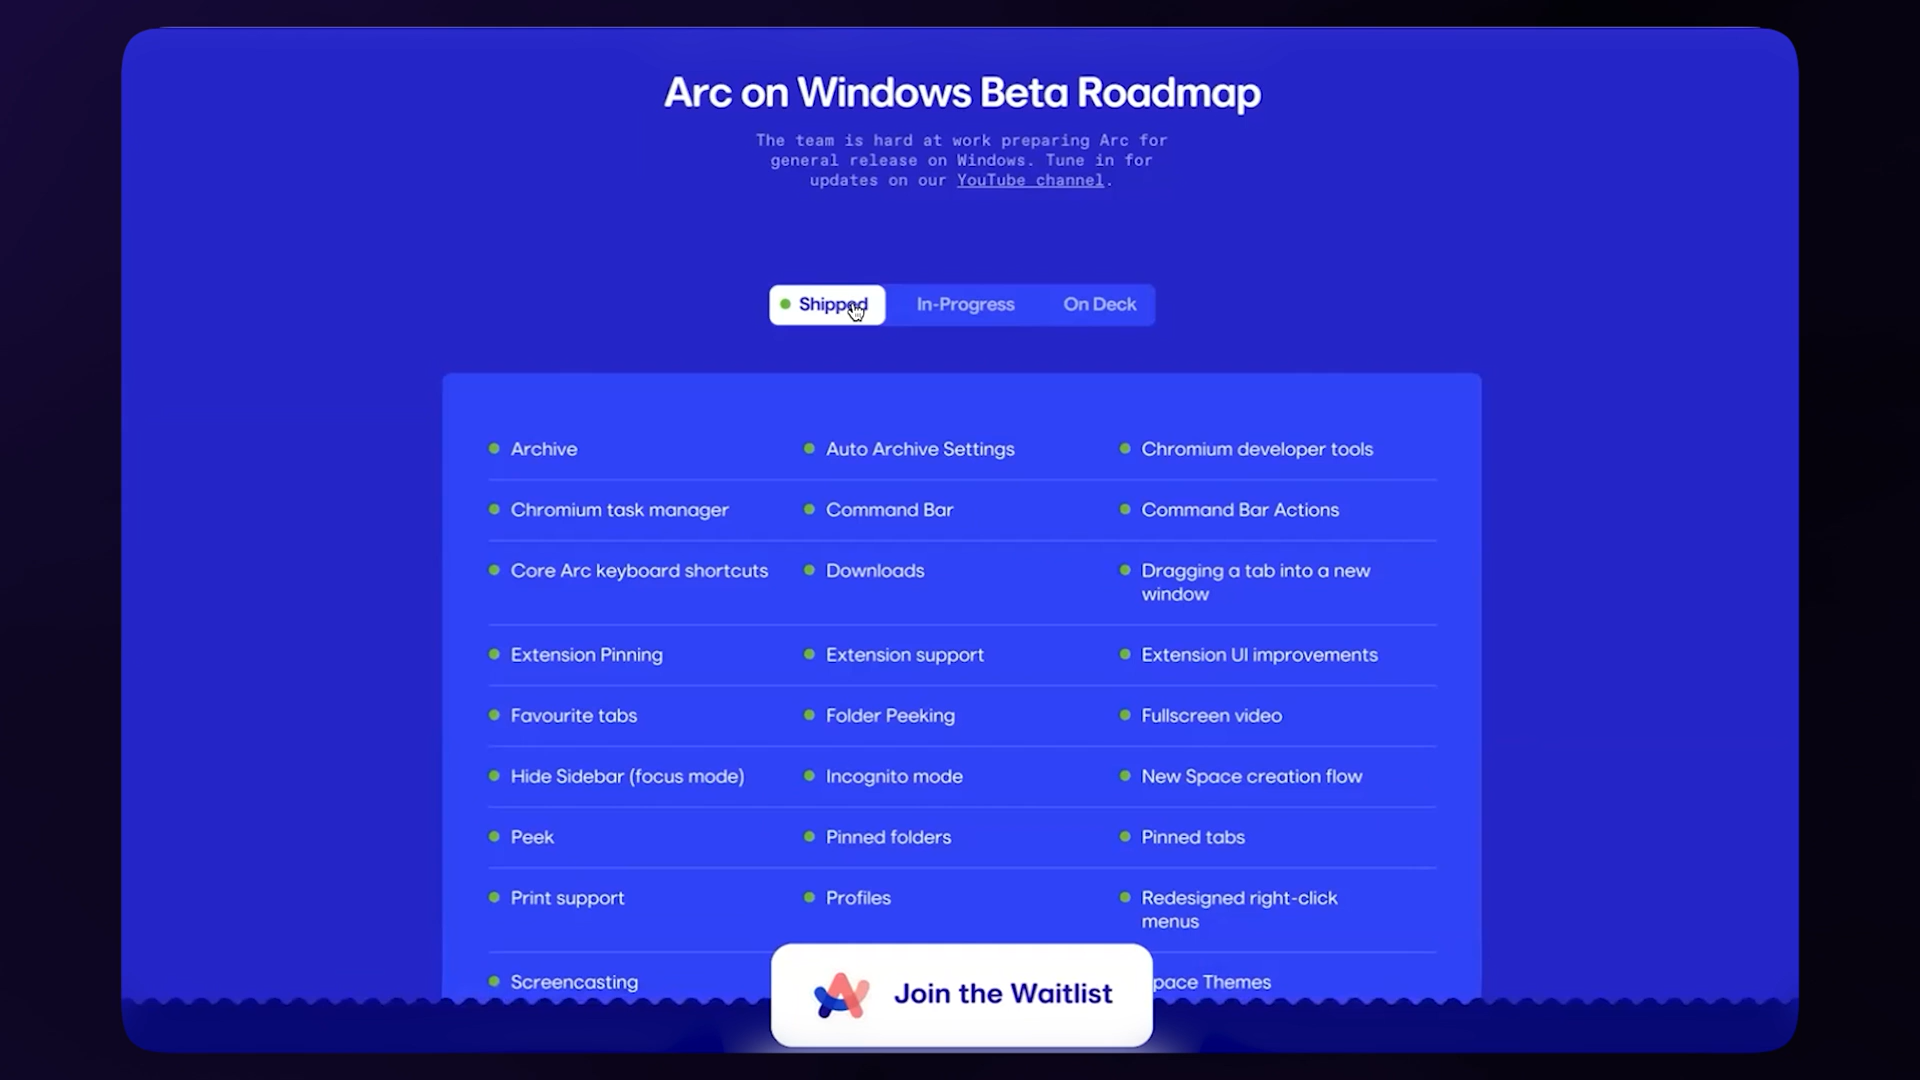 Arc on Windows Beta Roadmap
The team is hard at work preparing Arc for
general release on Windows. Tune in for
updates on our YouTube channel.
Shipped In-Progress On Deck
Archive Auto Archive Settings Chromium developer tools
Chromium task manager Command Bar Command Bar Actions
Core Arc keyboard shortcuts Downloads Dragging a tab into a new
window
Extension Pinning Extension support Extension UI improvements
Favourite tabs Folder Peeking Fullscreen video
Hide Sidebar (focus mode) Incognito mode New Space creation flow
Peek Pinned folders Pinned tabs
Print support Profiles Redesigned right-click
menus
Screencasting pace Themes
Join the Waitlist